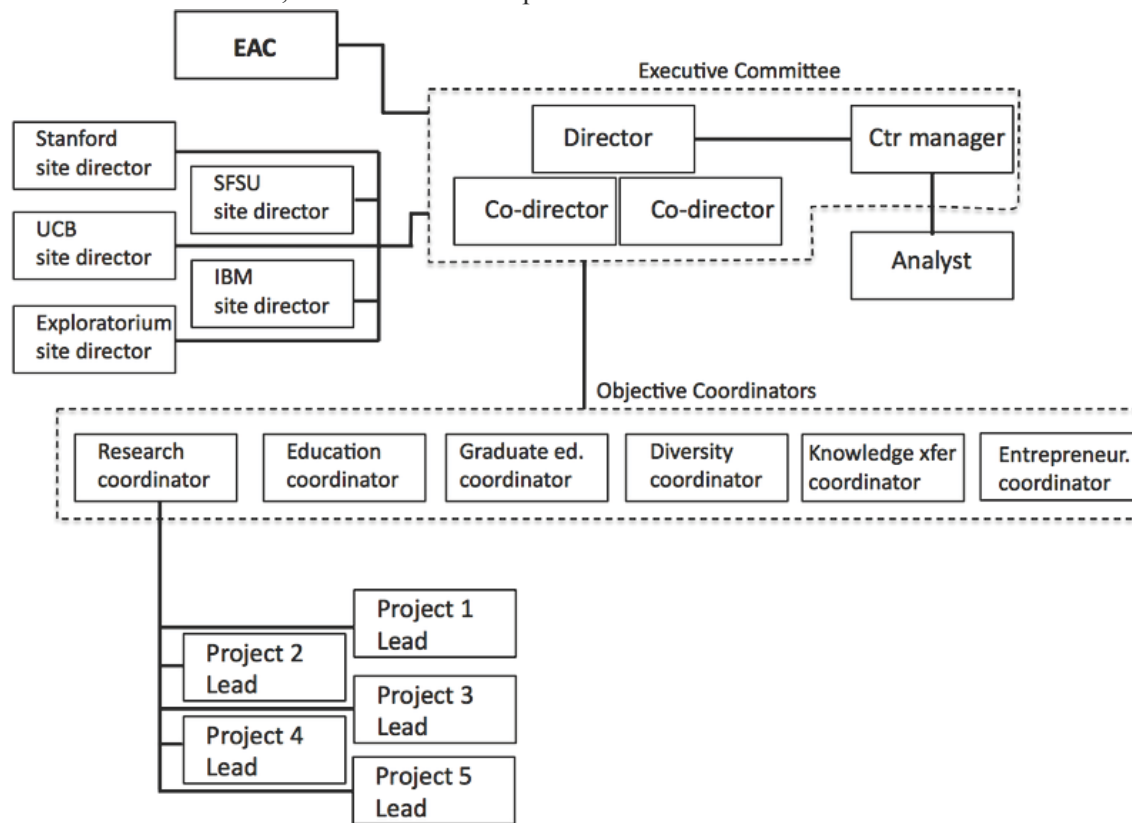 EAC
Executive Committee
Director
Ctr manager
Co-director
Co-director
Analyst
Stanford
site director
SFSU
site director
UCB
site director
IBM
site director
Exploratorium
site director
Objective Coordinators
Research
coordinator
Education
coordinator
Graduate ed.
coordinator
Diversity
coordinator
Knowledge xfer
coordinator
Entrepreneur.
coordinator
Project 1
Lead
Project 2
Lead
Project 3
Lead
Project 4
Lead
Project 5
Lead